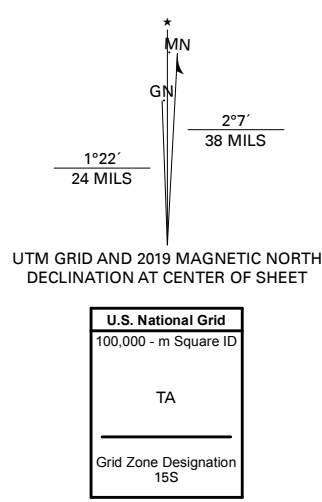 ★
MN
GN
2°7´
38 MILS
1°22´
24 MILS
UTM GRID AND 2019 MAGNETIC NORTH
DECLINATION AT CENTER OF SHEET
U.S. National Grid
100,000 - m Square ID
TA
Grid Zone Designation
15S